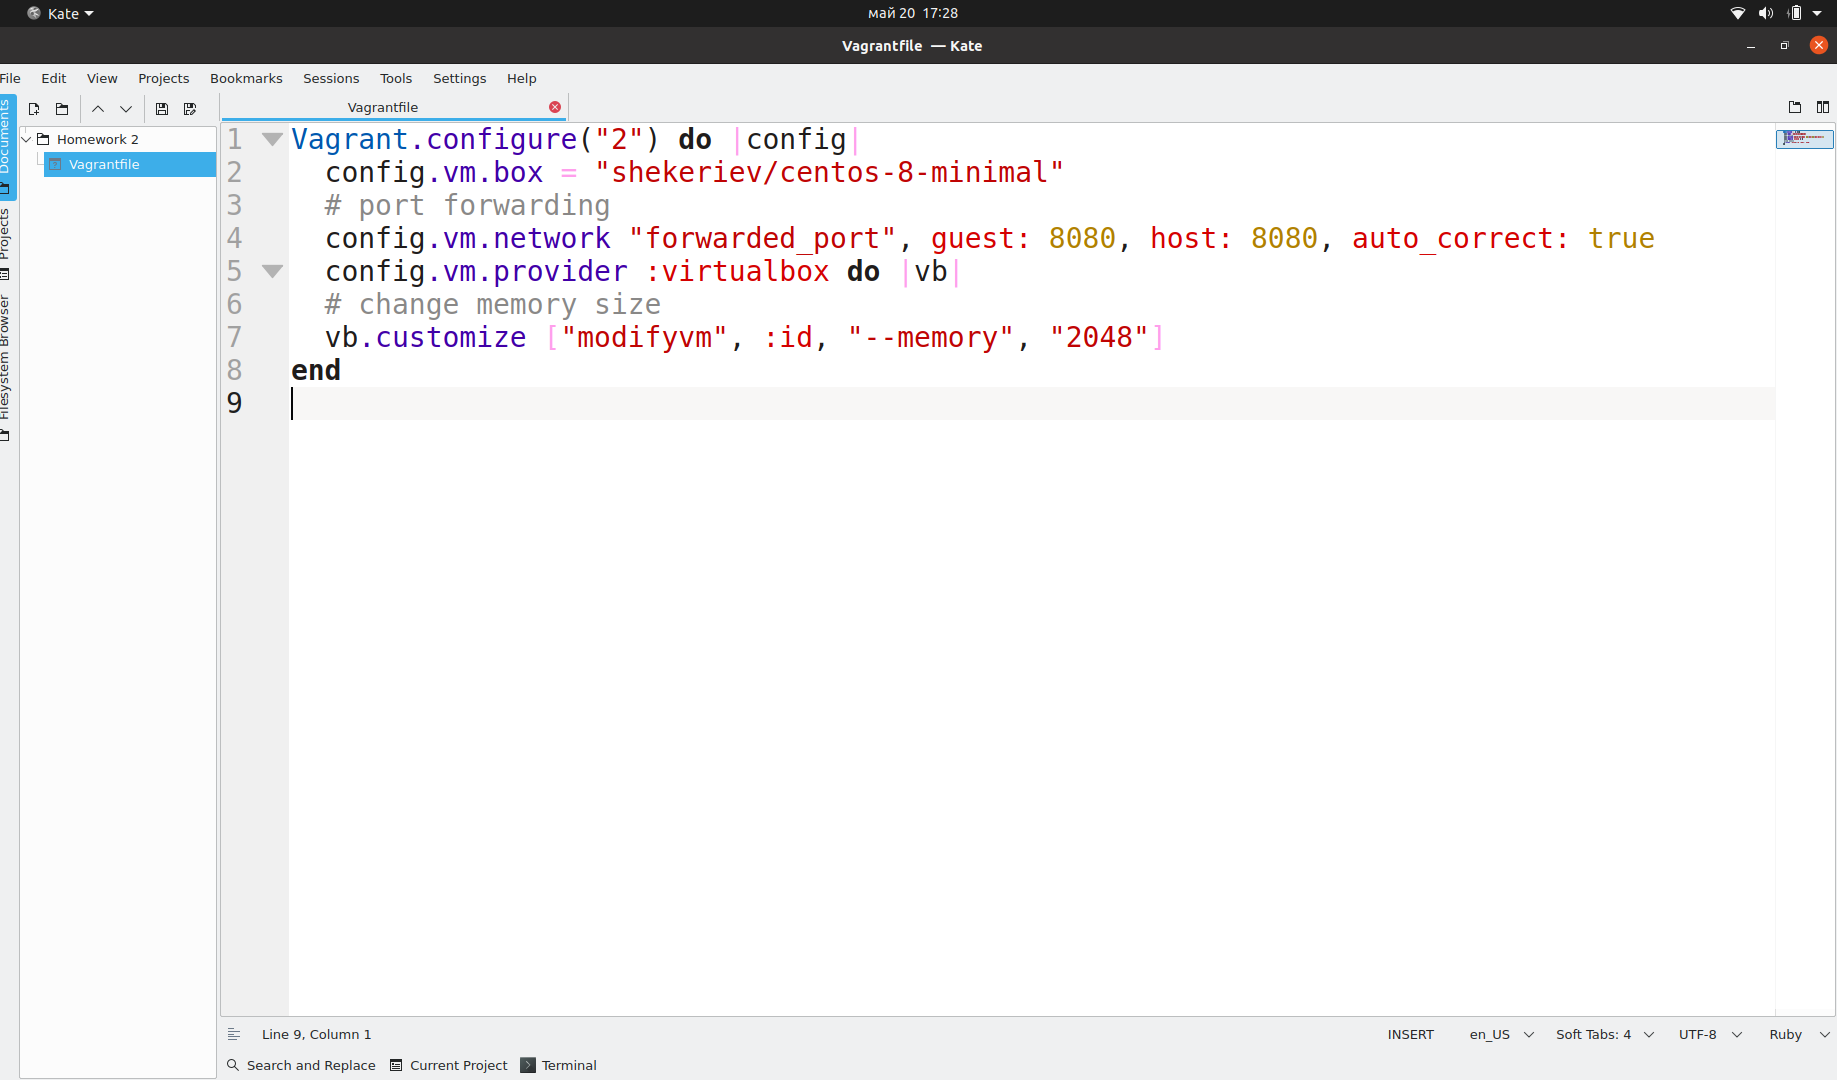 Kate
май 20 17:28
Vagrantfile — Kate
File Edit View Projects Bookmarks Sessions Tools Settings Help
Documents
Projects
Filesystem Browser
Homework 2
Vagrantfile
Vagrantfile
1 Vagrant.configure("2") do |config|
2 config.vm.box = "shekeriev/centos-8-minimal"
3 # port forwarding
4 config.vm.network "forwarded_port", guest: 8080, host: 8080, auto_correct: true
5 config.vm.provider :virtualbox do |vb|
6 # change memory size
7 vb.customize ["modifyvm", :id, "--memory", "2048"]
8 end
9
Line 9, Column 1 INSERT en_US Soft Tabs: 4 UTF-8 Ruby
Search and Replace Current Project Terminal